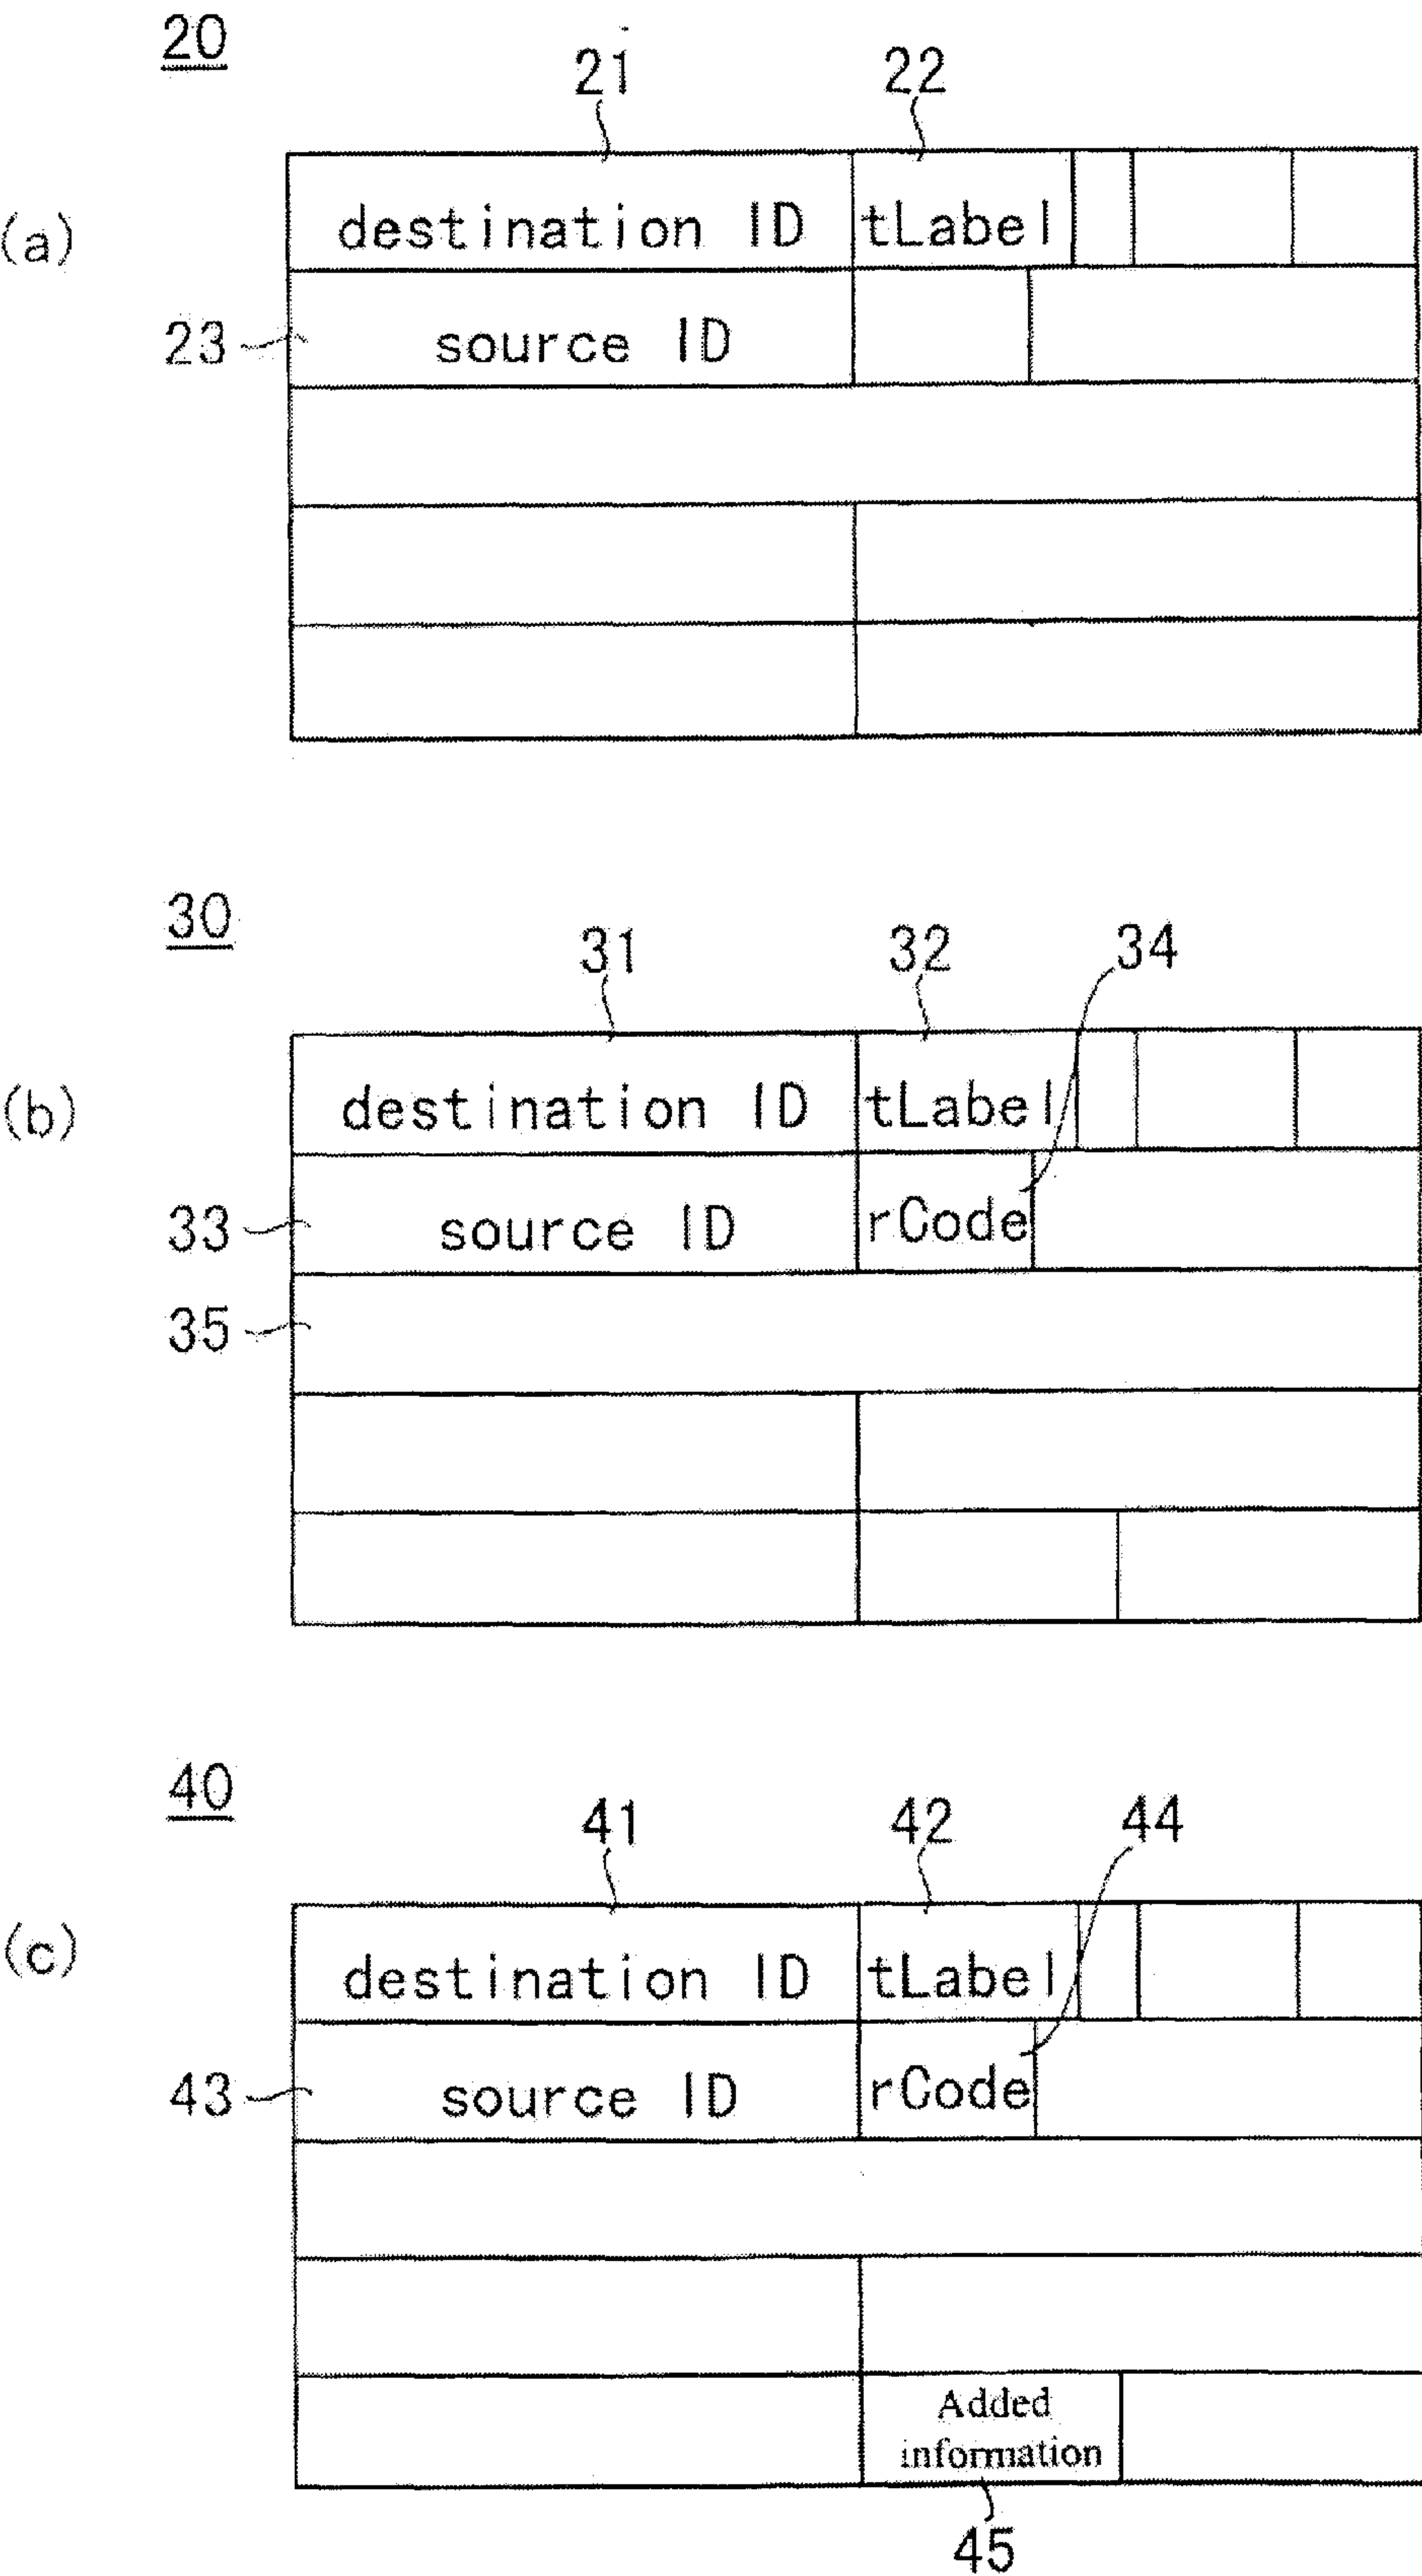 20
21 22
(a)
destination ID tLabel
23 source ID
30
31 32 34
(b)
destination ID tLabel
33 source ID rCode
35
40
41 42 44
(c)
destination ID tLabel
43 source ID rCode
Added
information
45